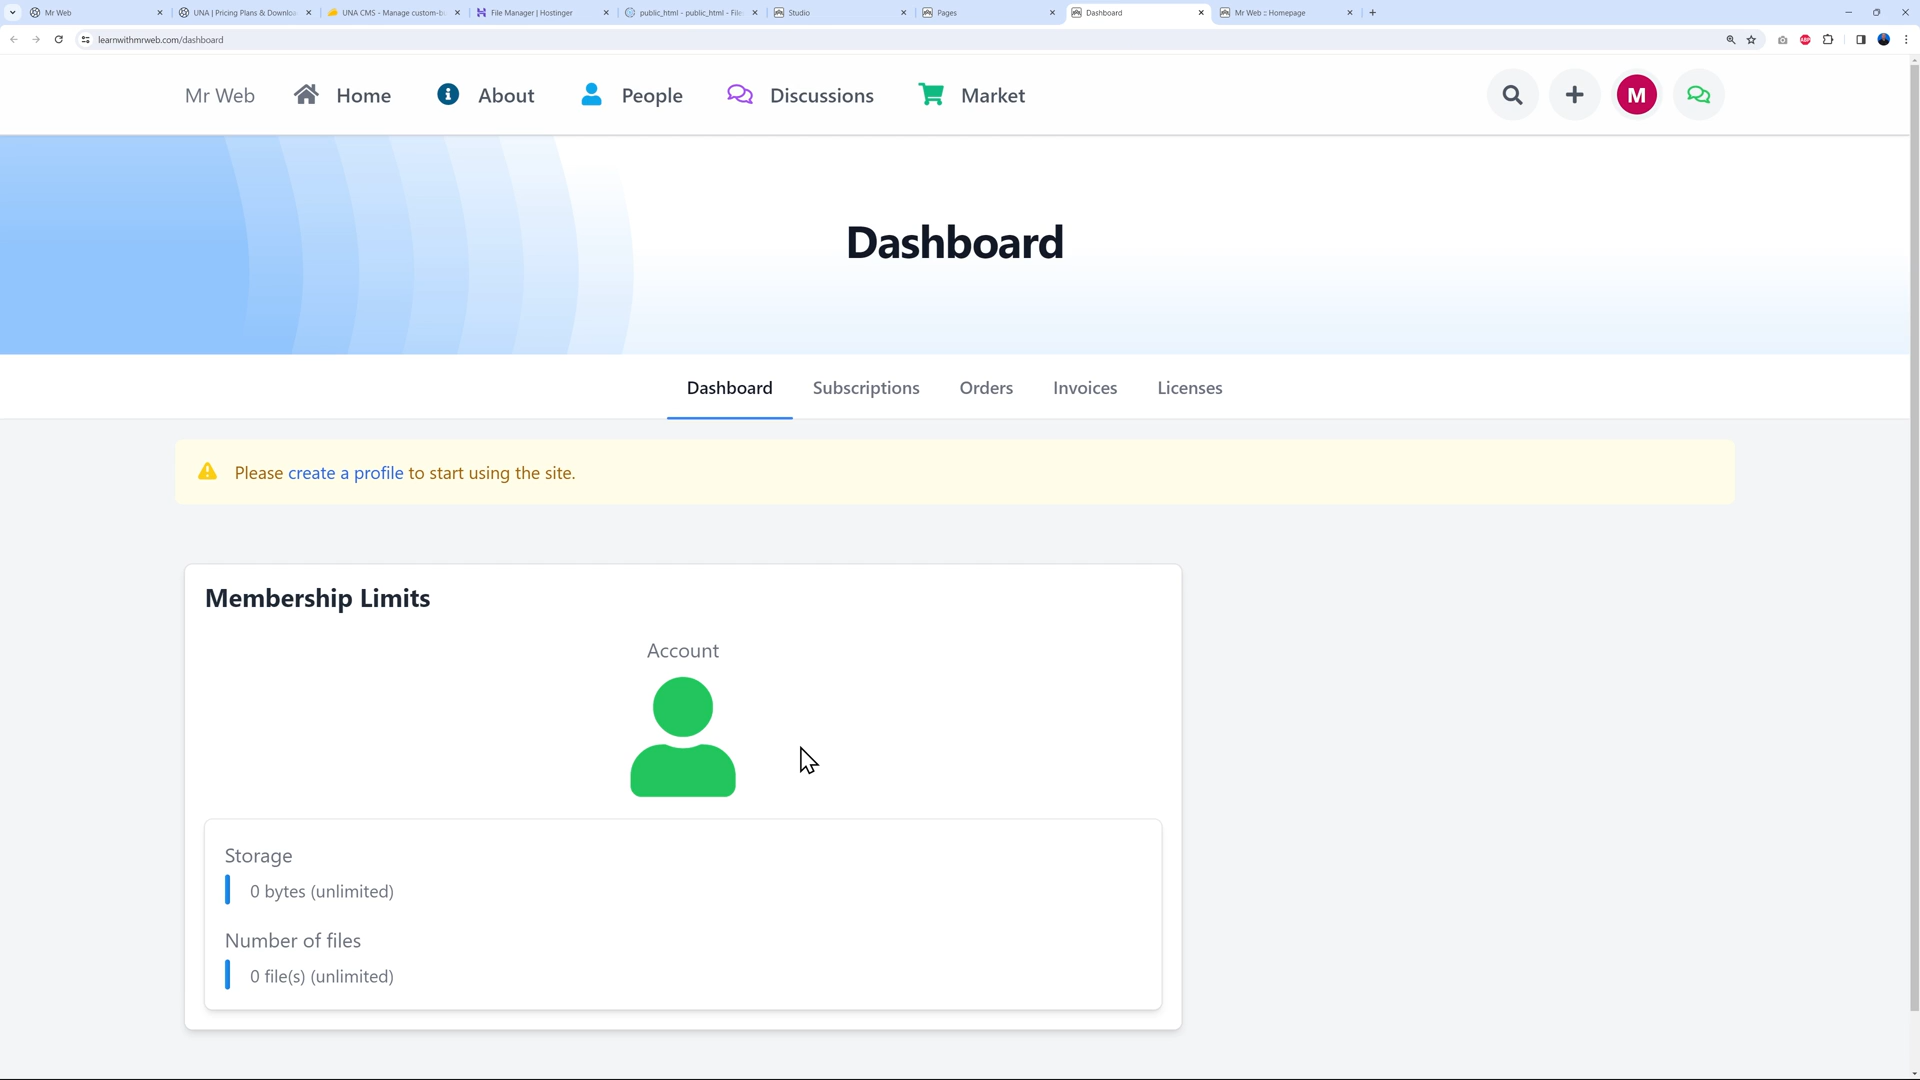 Mr Web
UNA | Pricing Plans & Downlo
UNA CMS - Manage custom-b
File Manager | Hostinger
public_html - public_html - File
Studio
Pages
Dashboard
Mr Web :: Homepage
learnwithmrweb.com/dashboard
ABP
Mr Web
Home
About
People
Discussions
Market
M
Dashboard
Dashboard
Subscriptions
Orders
Invoices
Licenses
Please create a profile to start using the site.
Membership Limits
Account
Storage
0 bytes (unlimited)
Number of files
0 file(s) (unlimited)